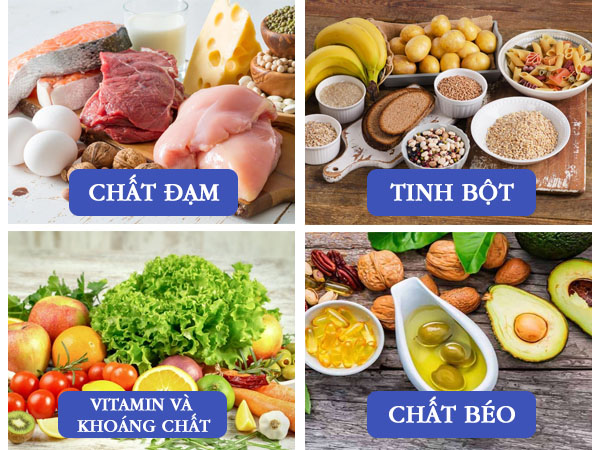 CHẤT ĐẠM
TINH BỘT
VITAMIN VÀ
KHOÁNG CHẤT
CHẤT BÉO